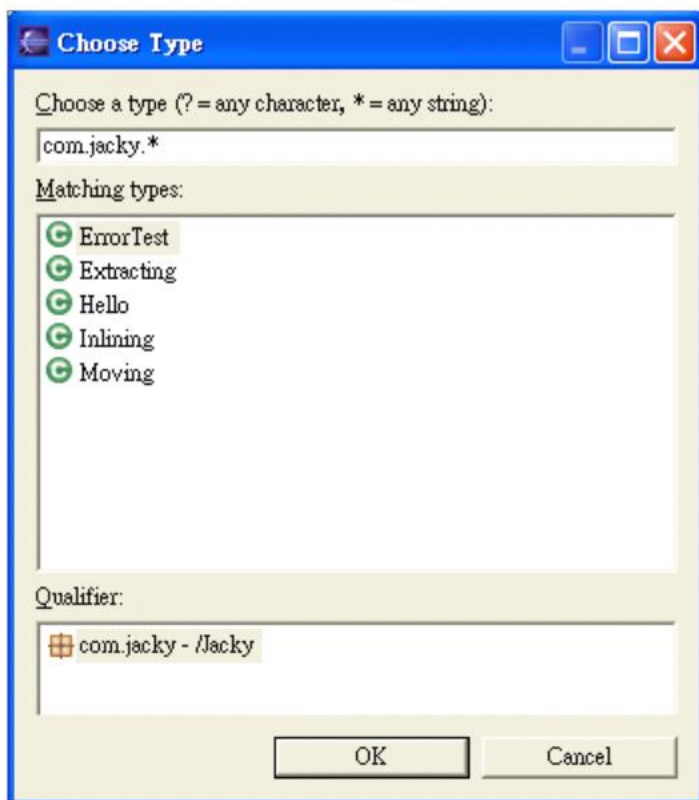 Choose Type
Choose a type (? = any character, * = any string):
com.jacky.*
Matching types:
ErrorTest
Extracting
Hello
Inlining
Moving
Qualifier:
com.jacky - /Jacky
OK
Cancel